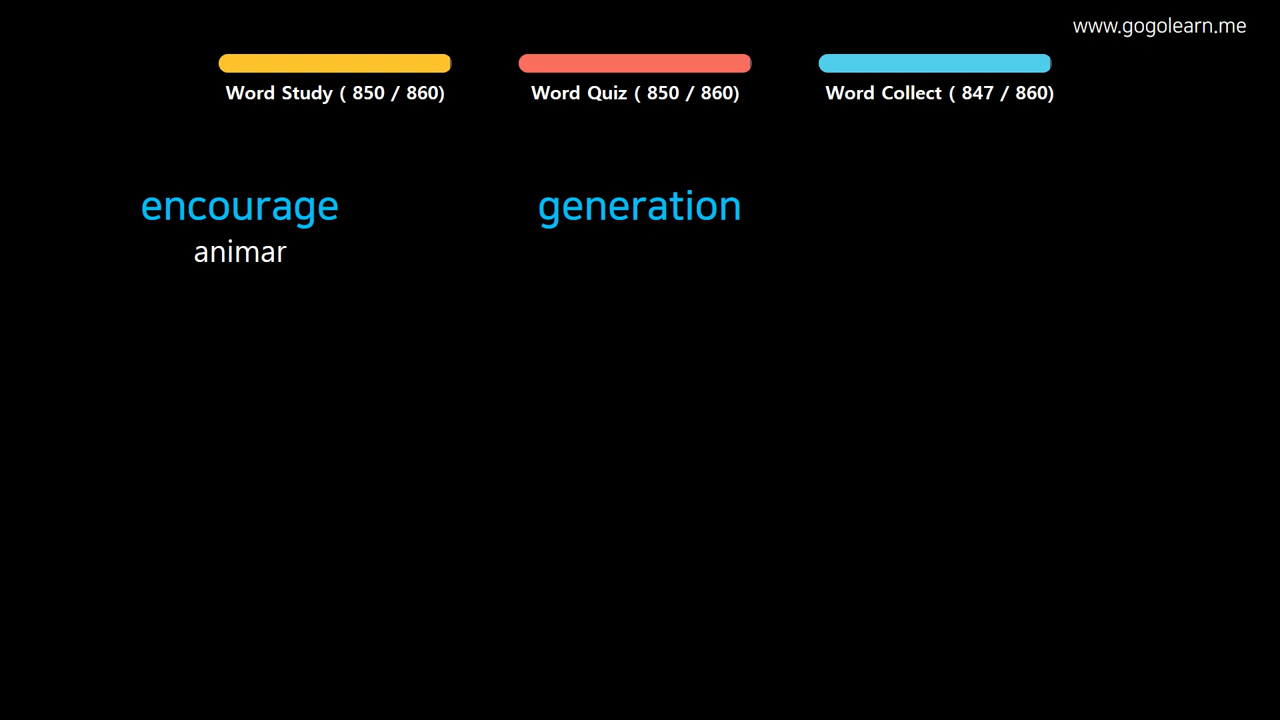 www.gogolearn.me
Word Study ( 850 / 860)
Word Quiz ( 850 / 860)
Word Collect ( 847 / 860)
encourage
animar
generation